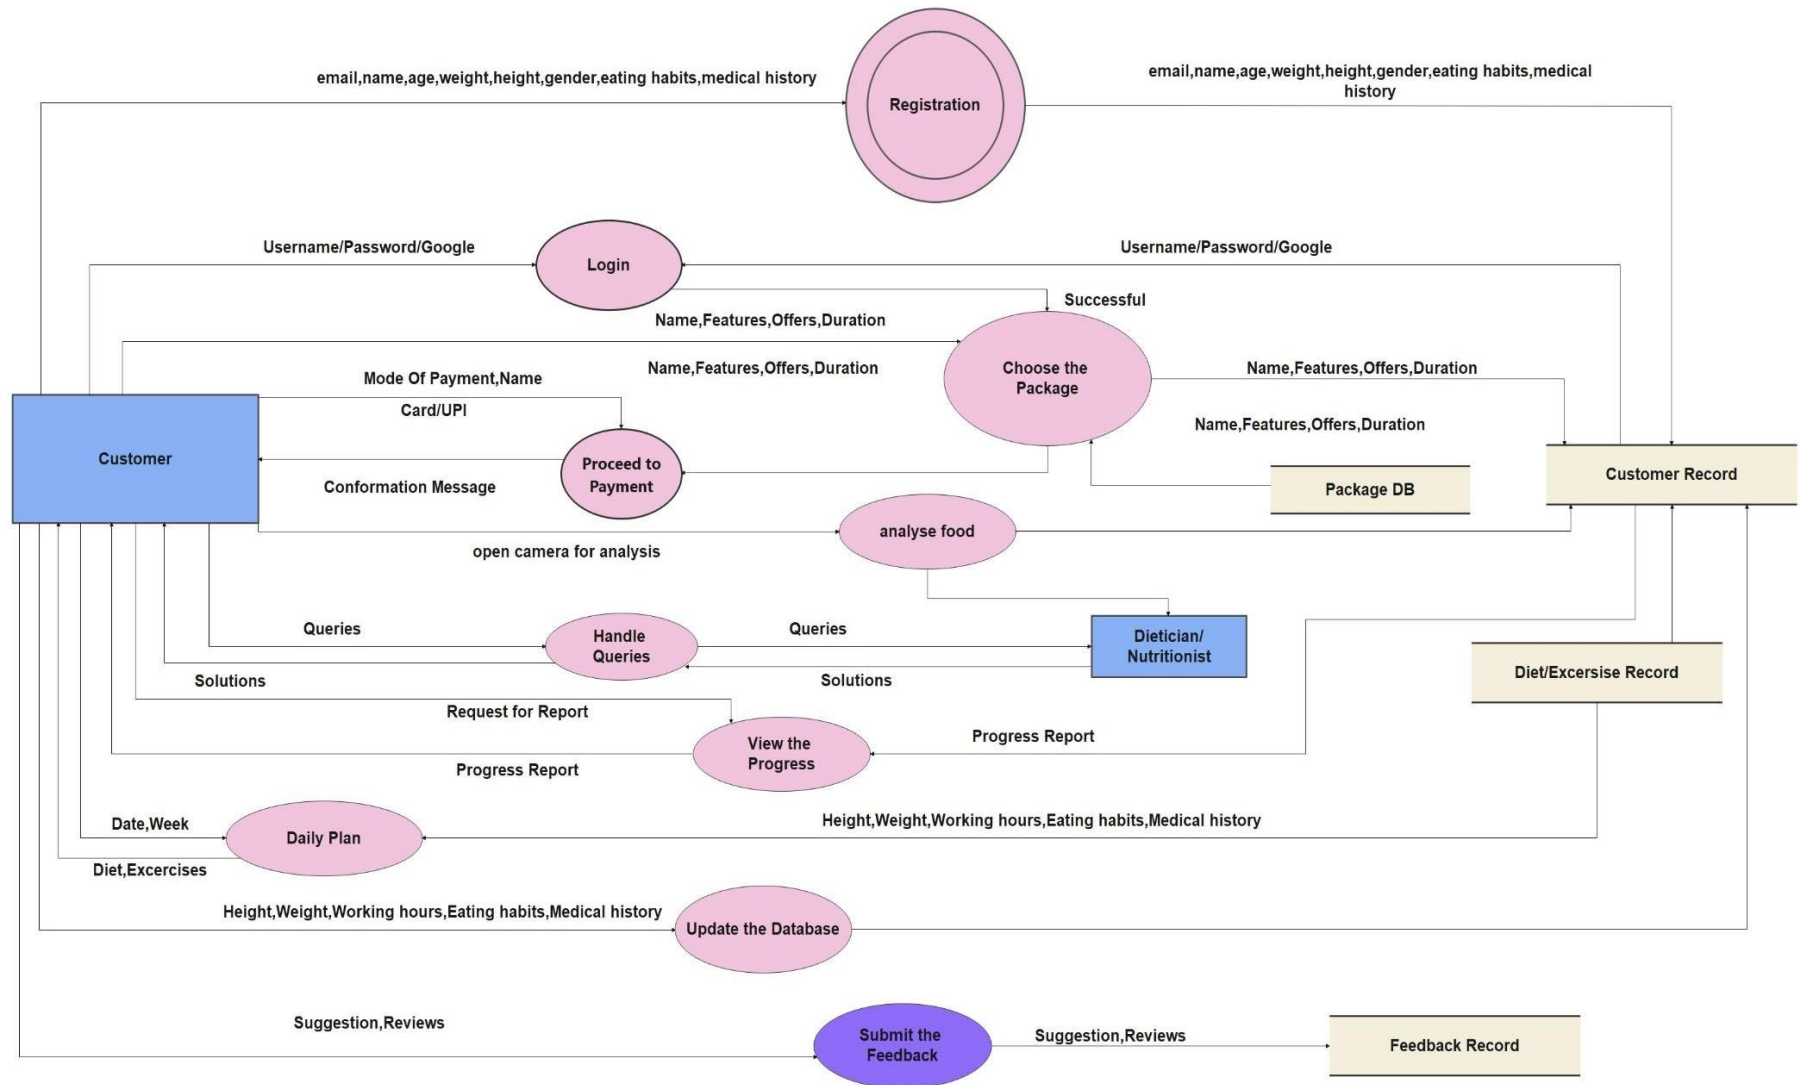 email,name,age,weight,height,gender,eating habits,medical history
email,name,age,weight,height,gender,eating habits,medical
history
Registration
Username/Password/Google
Login
Username/Password/Google
Successful
Name,Features,Offers,Duration
Name,Features,Offers,Duration
Choose the
Package
Name,Features,Offers,Duration
Mode Of Payment,Name
Card/UPI
Name,Features,Offers,Duration
Customer
Proceed to
Payment
Conformation Message
Package DB
Customer Record
analyse food
open camera for analysis
Queries
Handle
Queries
Queries
Dietician/
Nutritionist
Solutions
Solutions
Diet/Excersise Record
Request for Report
View the
Progress
Progress Report
Progress Report
Date,Week
Daily Plan
Height,Weight,Working hours,Eating habits,Medical history
Diet,Excercises
Height,Weight,Working hours,Eating habits,Medical history
Update the Database
Suggestion,Reviews
Submit the
Feedback
Suggestion,Reviews
Feedback Record